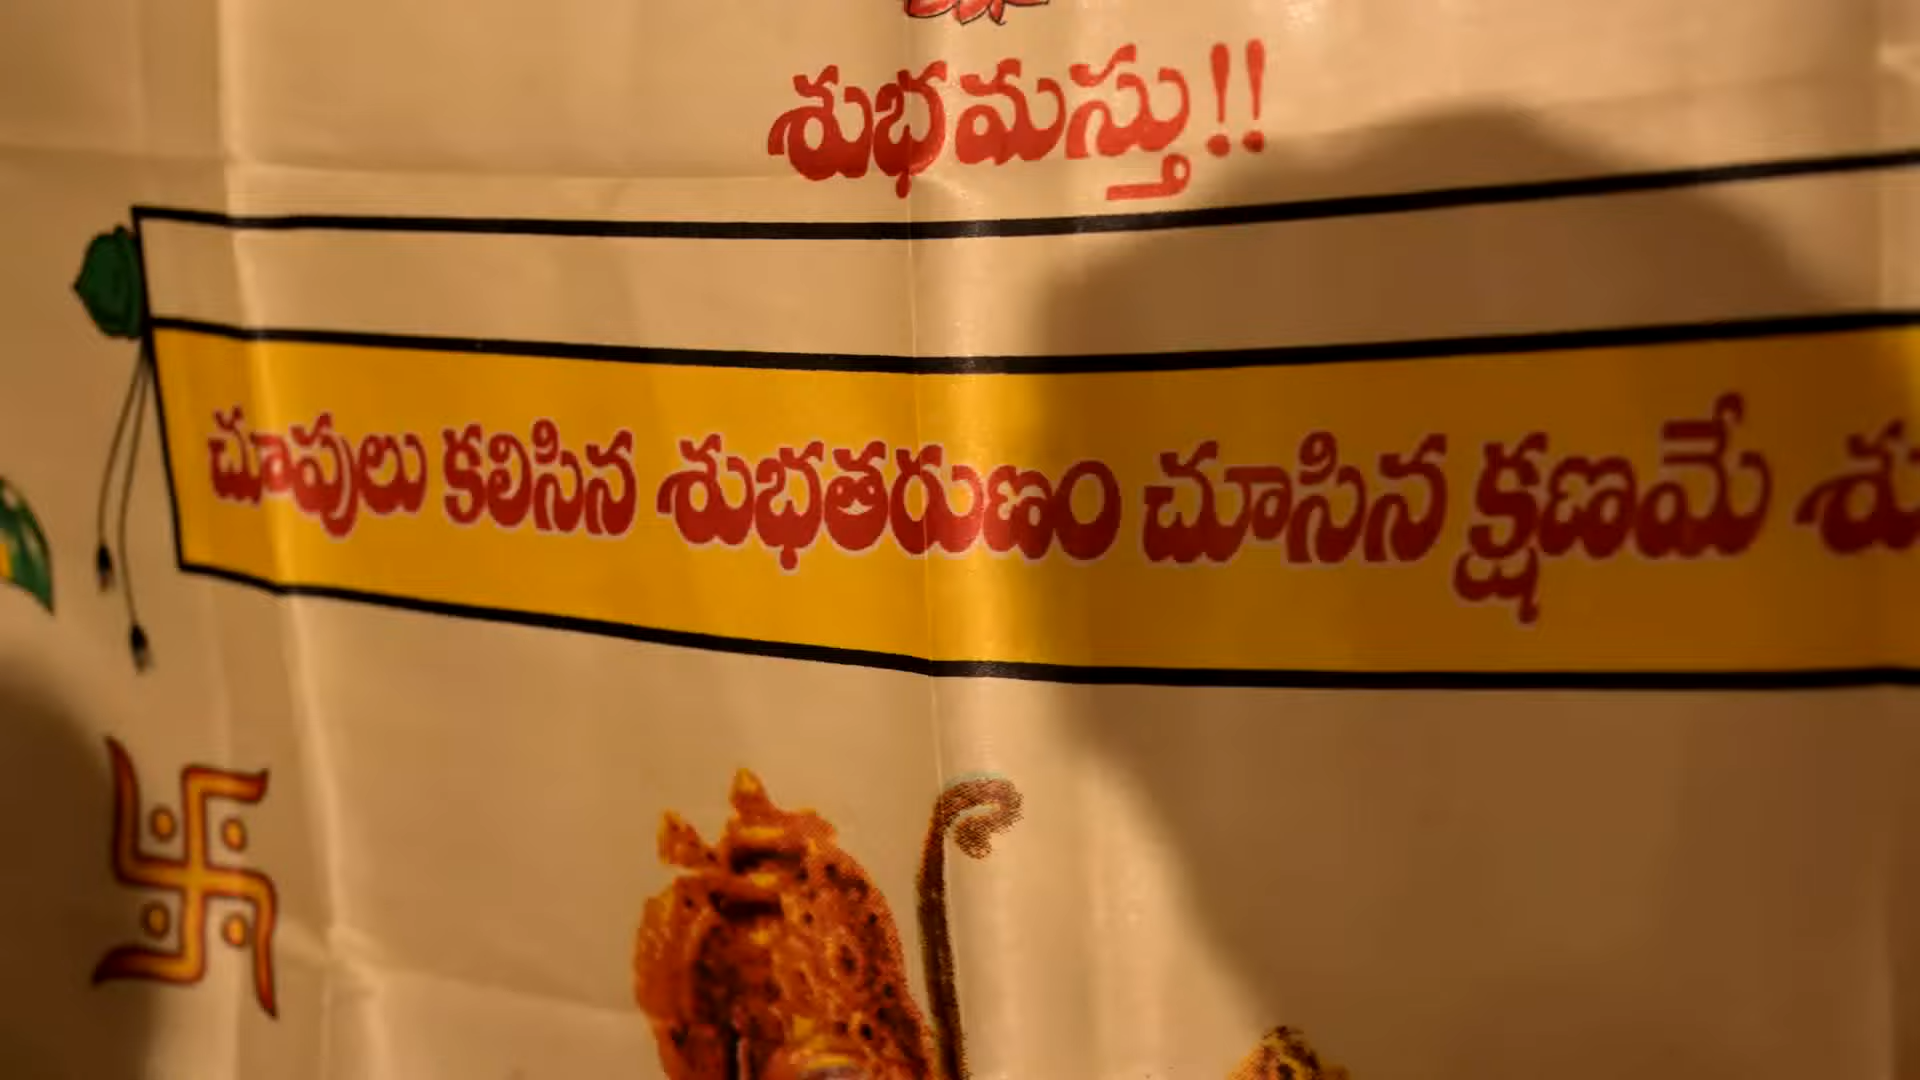 శుభమస్తు!!
చూపులు కలిసిన శుభతరుణం చూసిన క్షణమే